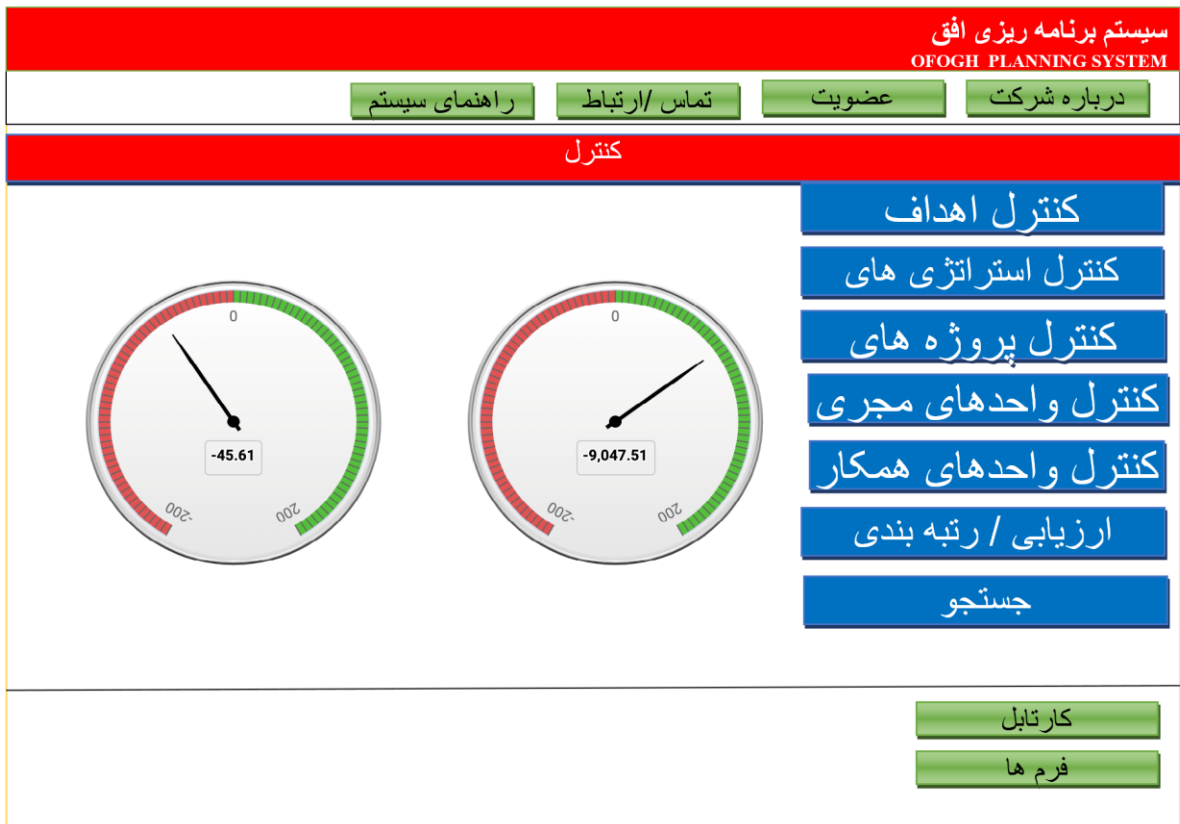 سیستم برنامه ریزی افق
OFOGH PLANNING SYSTEM
درباره شرکت
عضویت
تماس /ارتباط
راهنمای سیستم
کنترل
کنترل اهداف
کنترل استراتژی های
کنترل پروژه های
کنترل واحدهای مجری
کنترل واحدهای همکار
ارزیابی / رتبه بندی
جستجو
0
-9,047.51
-200
200
0
-45.61
-200
200
کارتابل
فرم ها